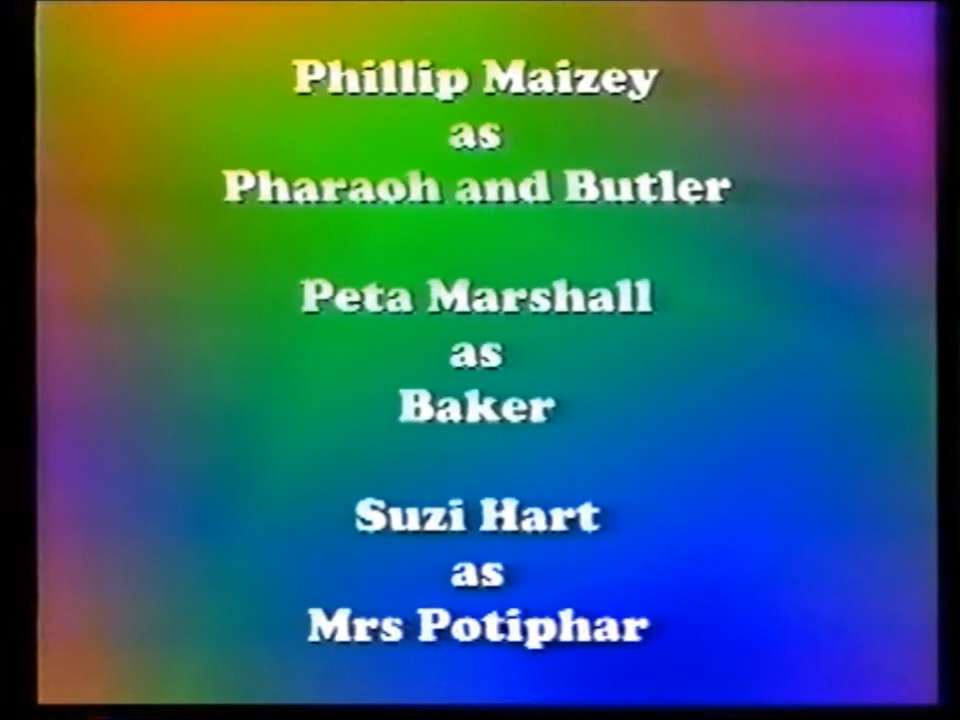 Phillip Maizey
as
Pharaoh and Butler
Peta Marshall
as
Baker
Suzi Hart
as
Mrs Potiphar